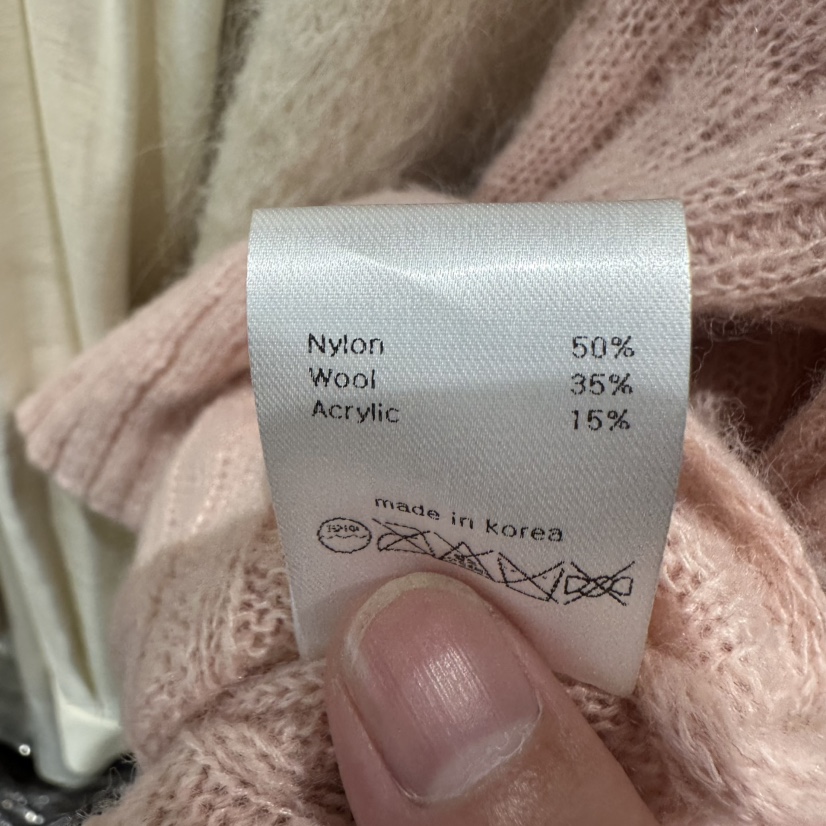 Nylon 50%
Wool 35%
Acrylic 15%
made in korea